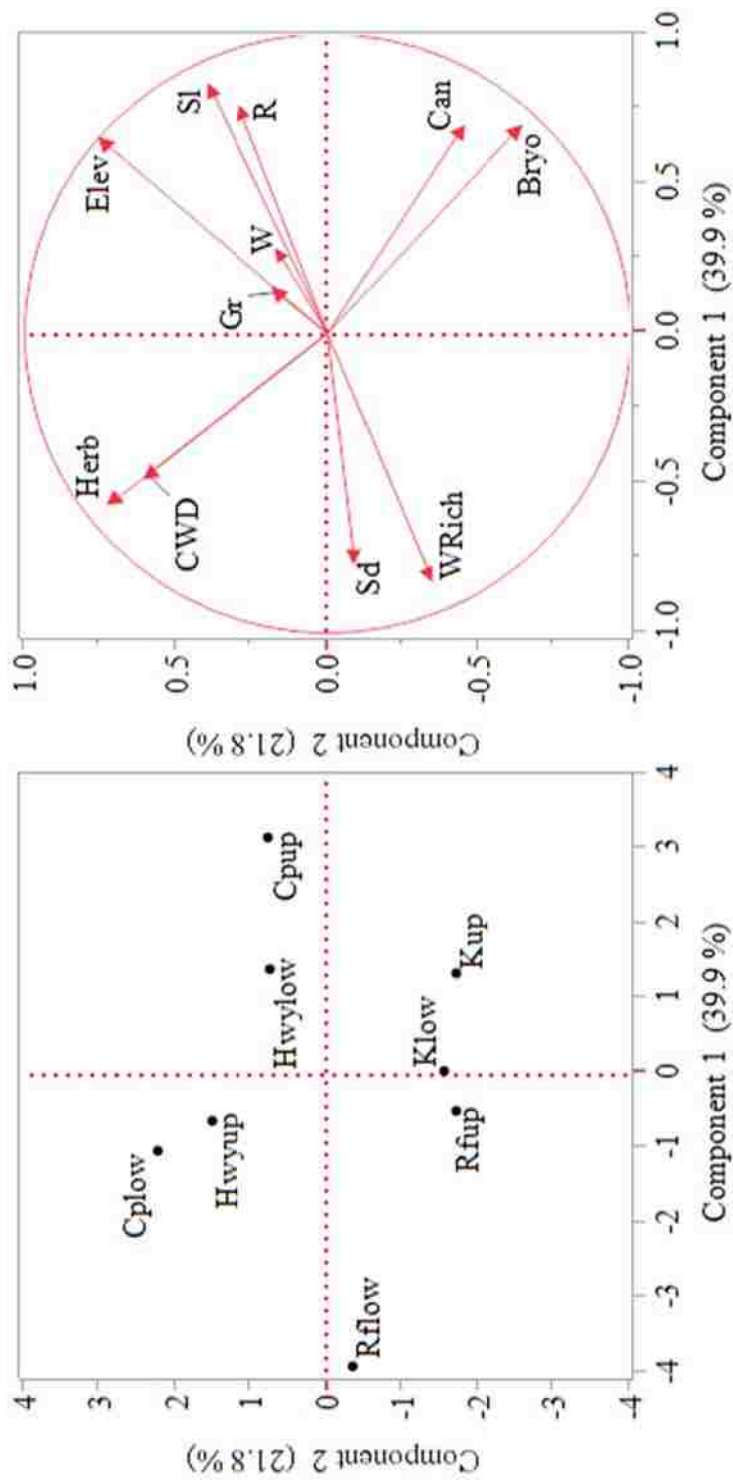 4
3
2
1
0
-1
-2
-3
-4
Component 2 (21.8 %)
Cplow
Hwyup
Hwylow
Cpup
Klow
Kup
Rfup
Rflow
-4
-3
-2
-1
0
1
2
3
4
Component 1 (39.9 %)
1.0
0.5
0.0
-0.5
-1.0
Component 2 (21.8 %)
Herb
CWD
Elev
Sl
R
W
Gr
Sd
WRich
Can
Bryo
-1.0
-0.5
0.0
0.5
1.0
Component 1 (39.9 %)